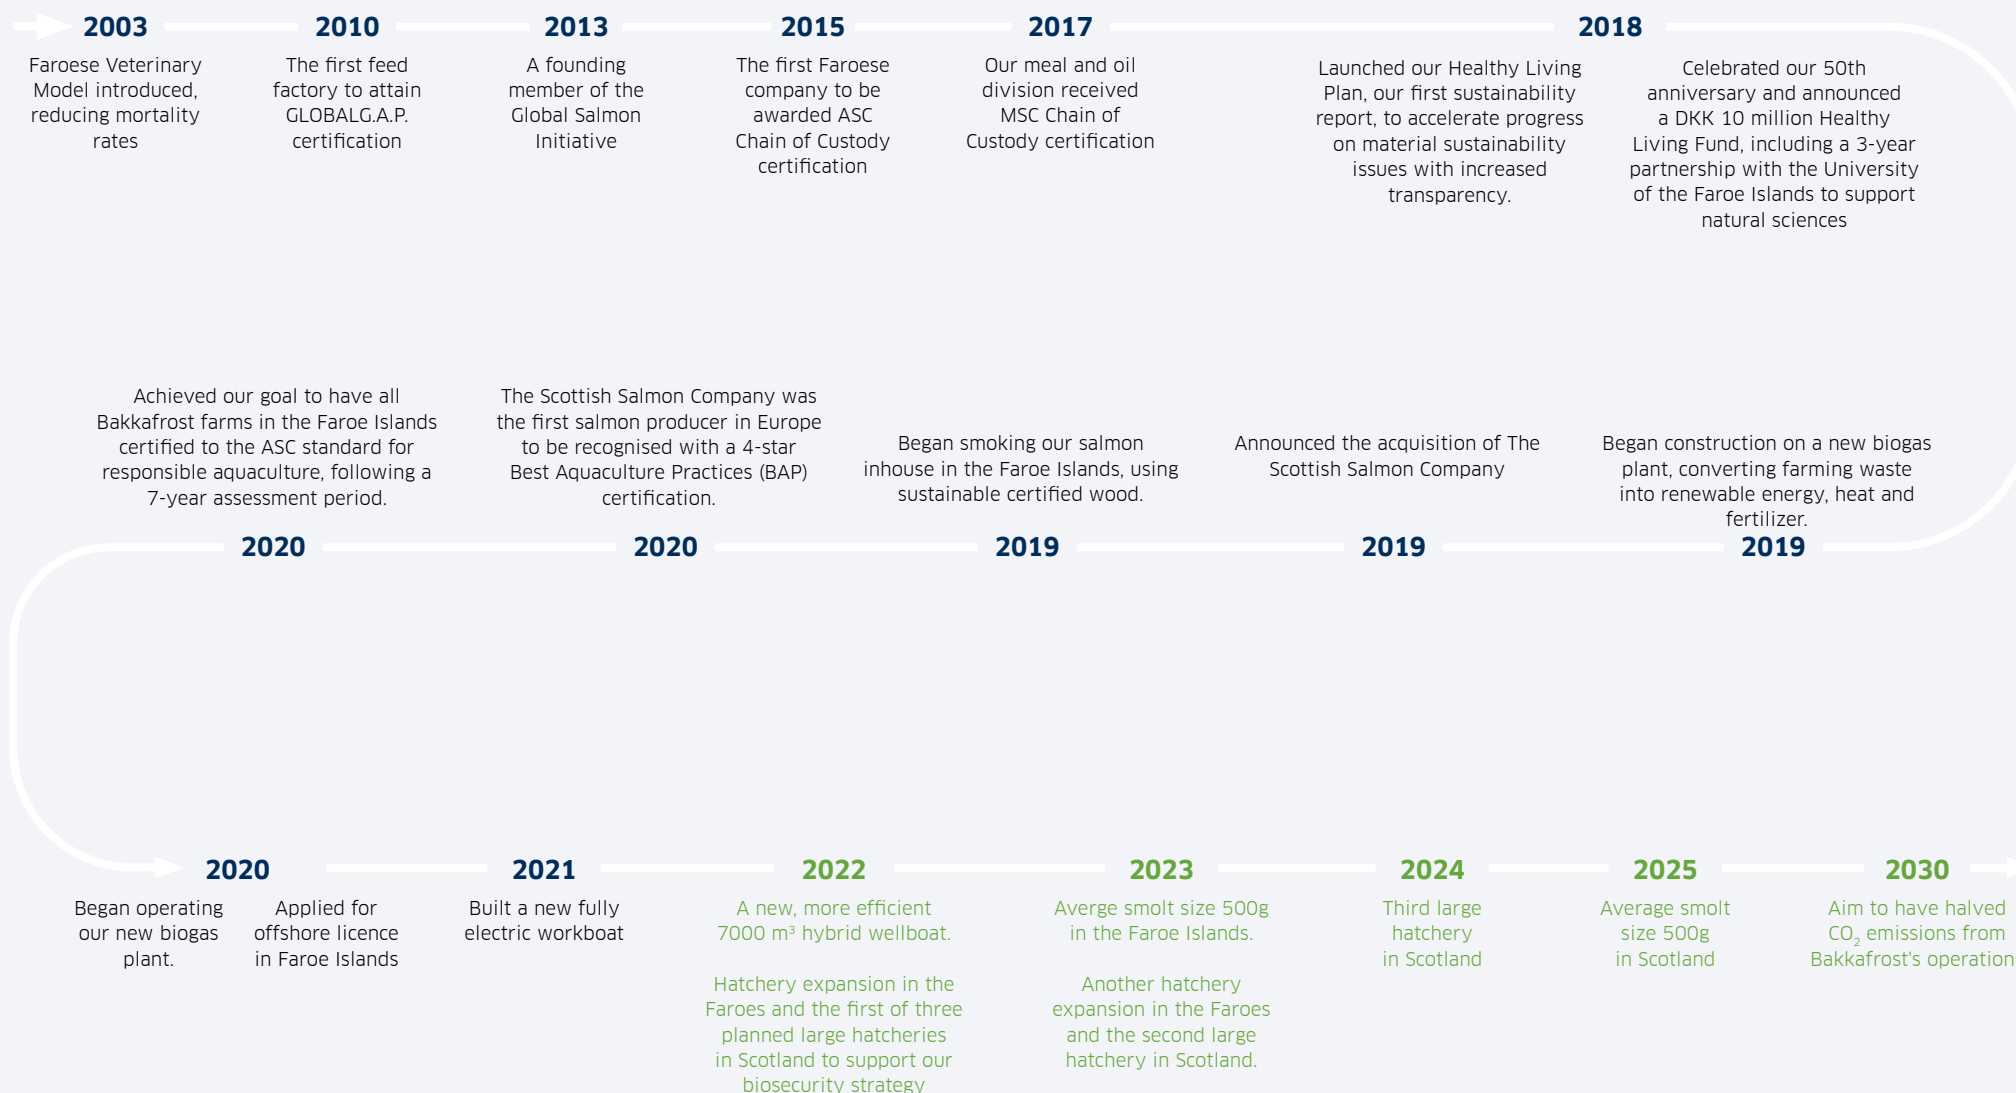 2003
Faroese Veterinary
Model introduced,
reducing mortality
rates
2010
The first feed
factory to attain
GLOBALG.A.P.
certification
2013
A founding
member of the
Global Salmon
Initiative
2015
The first Faroese
company to be
awarded ASC
Chain of Custody
certification
2017
Our meal and oil
division received
MSC Chain of
Custody certification
2018
Launched our Healthy Living
Plan, our first sustainability
report, to accelerate progress
on material sustainability
issues with increased
transparency.
Celebrated our 50th
anniversary and announced
a DKK 10 million Healthy
Living Fund, including a 3-year
partnership with the University
of the Faroe Islands to support
natural sciences
Achieved our goal to have all
Bakkafrost farms in the Faroe Islands
certified to the ASC standard for
responsible aquaculture, following a
7-year assessment period.
2020
The Scottish Salmon Company was
the first salmon producer in Europe
to be recognised with a 4-star
Best Aquaculture Practices (BAP)
certification.
2020
Began smoking our salmon
inhouse in the Faroe Islands, using
sustainable certified wood.
2019
Announced the acquisition of The
Scottish Salmon Company
2019
Began construction on a new biogas
plant, converting farming waste
into renewable energy, heat and
fertilizer.
2019
2020
Began operating
our new biogas
plant.
Applied for
offshore licence
in Faroe Islands
2021
Built a new fully
electric workboat
2022
A new, more efficient
7000 m³ hybrid wellboat.
Hatchery expansion in the
Faroes and the first of three
planned large hatcheries
in Scotland to support our
biosecurity strategy
2023
Averge smolt size 500g
in the Faroe Islands.
Another hatchery
expansion in the Faroes
and the second large
hatchery in Scotland.
2024
Third large
hatchery
in Scotland
2025
Average smolt
size 500g
in Scotland
2030
Aim to have halved
CO₂ emissions from
Bakkafrost's operation